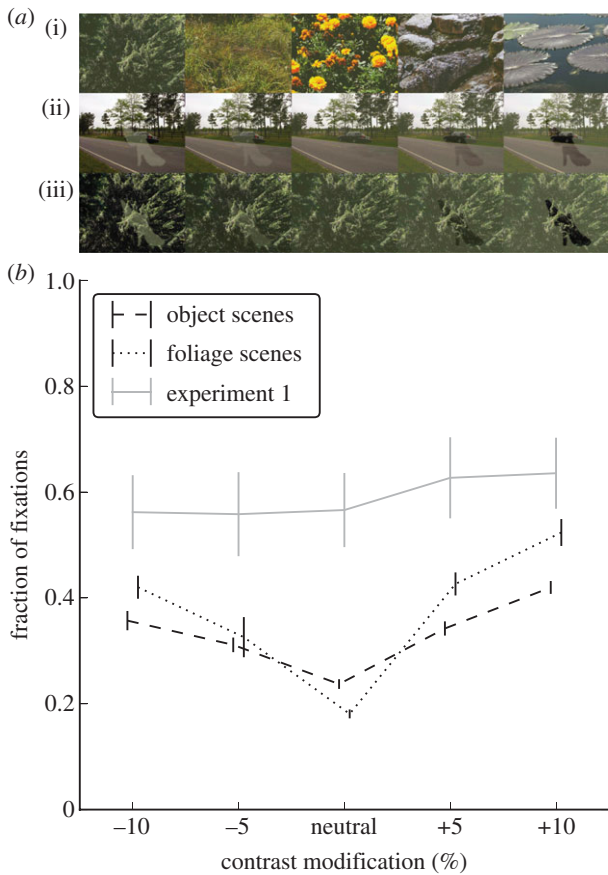 (a) (i)
(ii)
(iii)
(b)
1.0
0.8
0.6
0.4
0.2
0
fraction of fixations
object scenes
foliage scenes
experiment 1
–10 –5 neutral +5 +10
contrast modification (%)